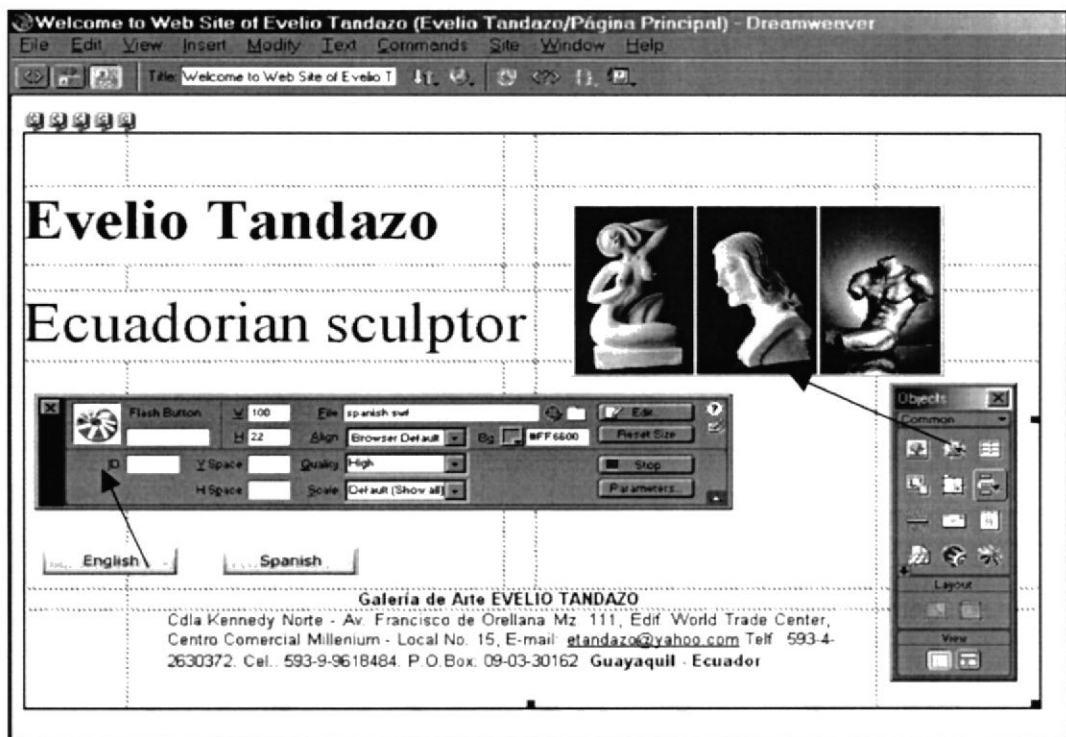 Welcome to Web Site of Evelio Tandazo (Evelio Tandazo/Página Principal) - Dreamweaver
File Edit View Insert Modify Text Commands Site Window Help
Title: Welcome to Web Site of Evelio T
Evelio Tandazo
Ecuadorian sculptor
Flash Button W 100 File spanish.swf Edit...
H 22 Align Browser Default Bg #FF6600 Reset Size
ID V Space Quality High Stop
H Space Scale Default (Show all) Parameters...
Objects
Common
Layout
View
English Spanish
Galería de Arte EVELIO TANDAZO
Cdla Kennedy Norte - Av. Francisco de Orellana Mz. 111, Edif. World Trade Center,
Centro Comercial Millenium - Local No. 15, E-mail: etandazo@yahoo.com Telf 593-4-
2630372. Cel.. 593-9-9618484. P.O.Box: 09-03-30162 Guayaquil - Ecuador